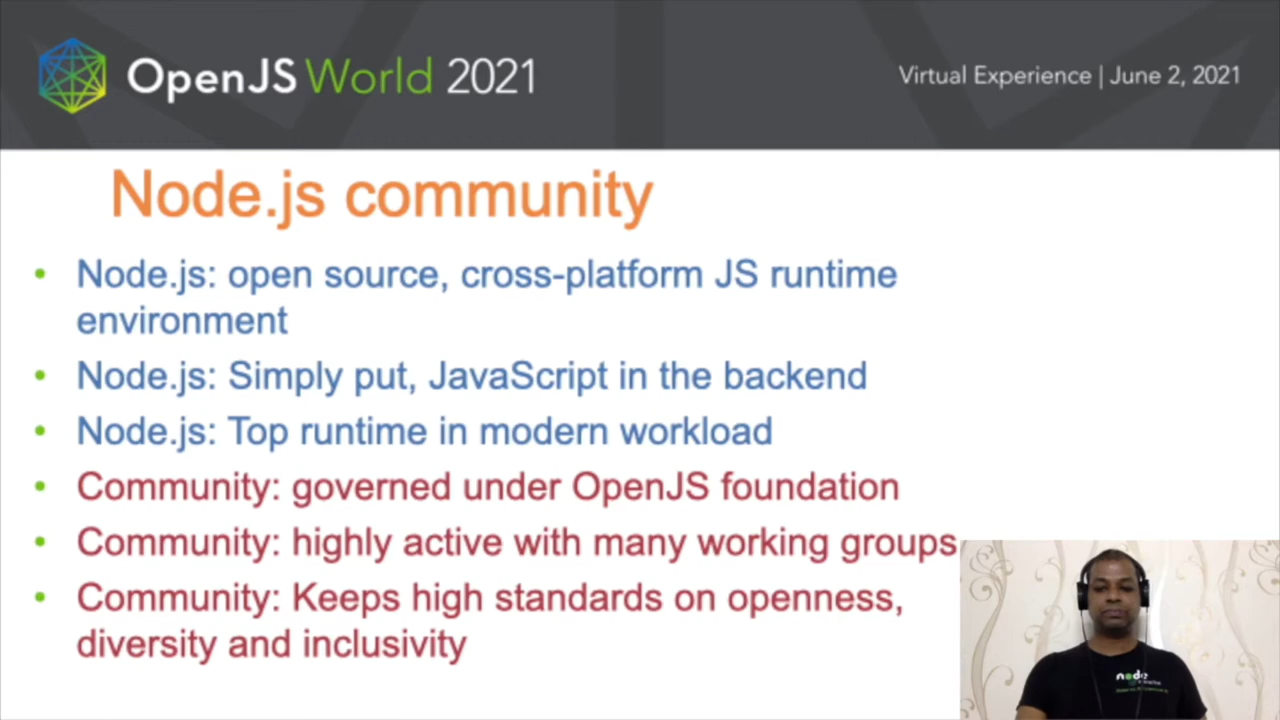 OpenJS World 2021
Virtual Experience | June 2, 2021
Node.js community
• Node.js: open source, cross-platform JS runtime
environment
• Node.js: Simply put, JavaScript in the backend
• Node.js: Top runtime in modern workload
• Community: governed under OpenJS foundation
• Community: highly active with many working groups
• Community: Keeps high standards on openness,
diversity and inclusivity
node